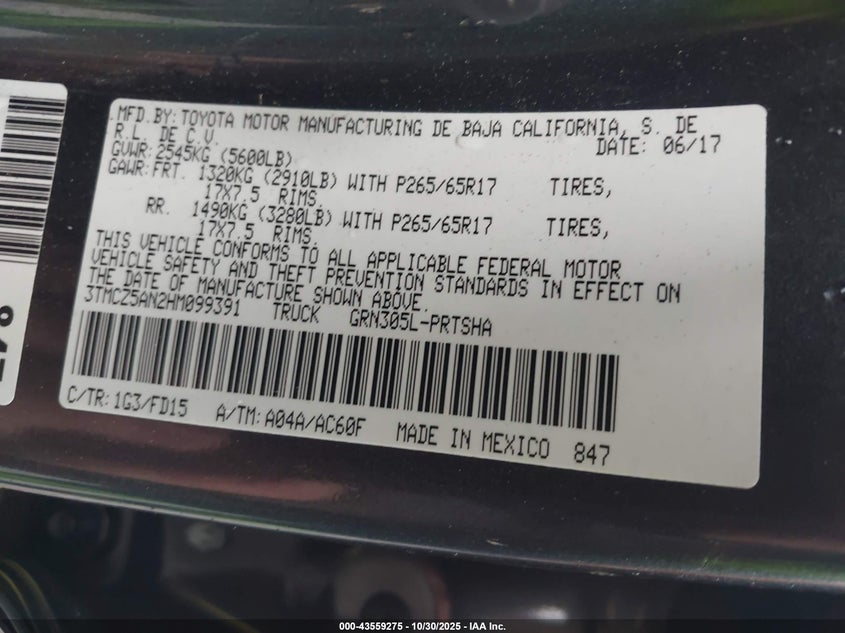 MFD.BY: TOYOTA MOTOR MANUFACTURING DE BAJA CALIFORNIA, S. DE
R.L. DE C.V. DATE: 06/17
GVWR: 2545KG (5600LB)
GAWR: FRT. 1320KG (2910LB) WITH P265/65R17 TIRES,
17X7.5 RIMS.
RR. 1490KG (3280LB) WITH P265/65R17 TIRES,
17X7.5 RIMS.
THIS VEHICLE CONFORMS TO ALL APPLICABLE FEDERAL MOTOR
VEHICLE SAFETY AND THEFT PREVENTION STANDARDS IN EFFECT ON
THE DATE OF MANUFACTURE SHOWN ABOVE.
3TMCZ5AN2HM099391 TRUCK GRN305L-PRTSHA
C/TR: 1G3/FD15 A/TM: A04A/AC60F MADE IN MEXICO 847
000-43559275 - 10/30/2025 - IAA Inc.